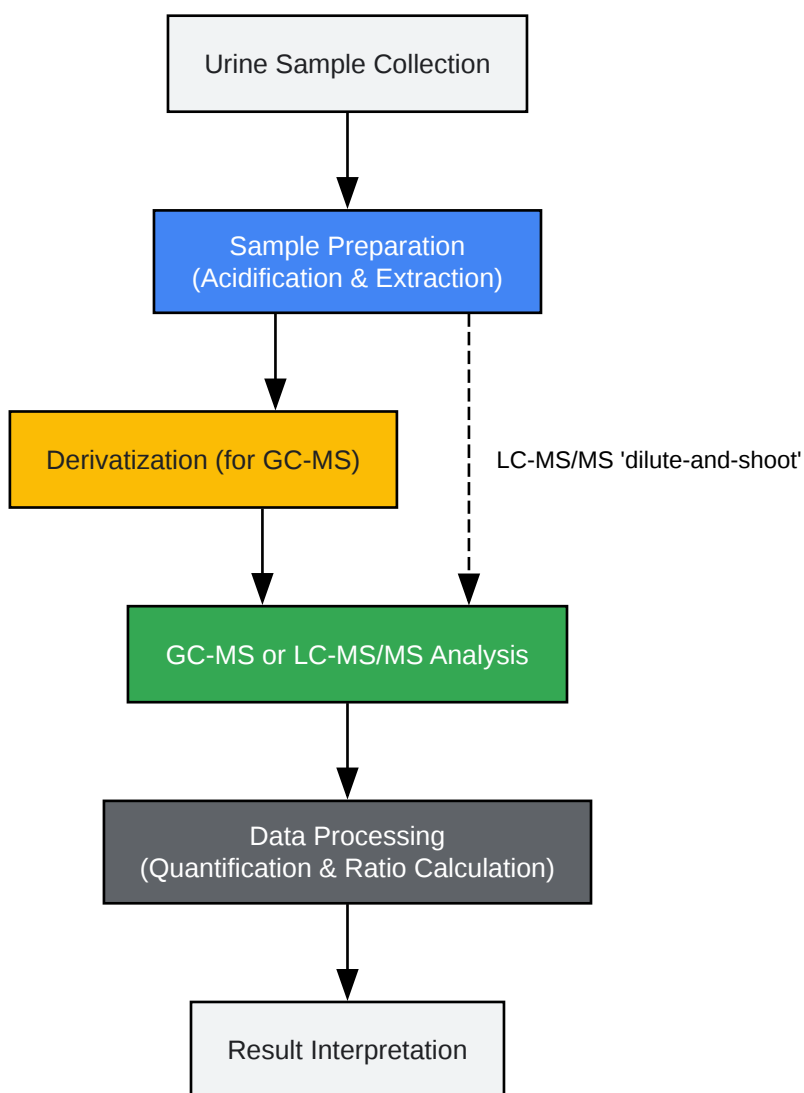 Urine Sample Collection
Sample Preparation
(Acidification & Extraction)
Derivatization (for GC-MS)
LC-MS/MS 'dilute-and-shoot'
GC-MS or LC-MS/MS Analysis
Data Processing
(Quantification & Ratio Calculation)
Result Interpretation